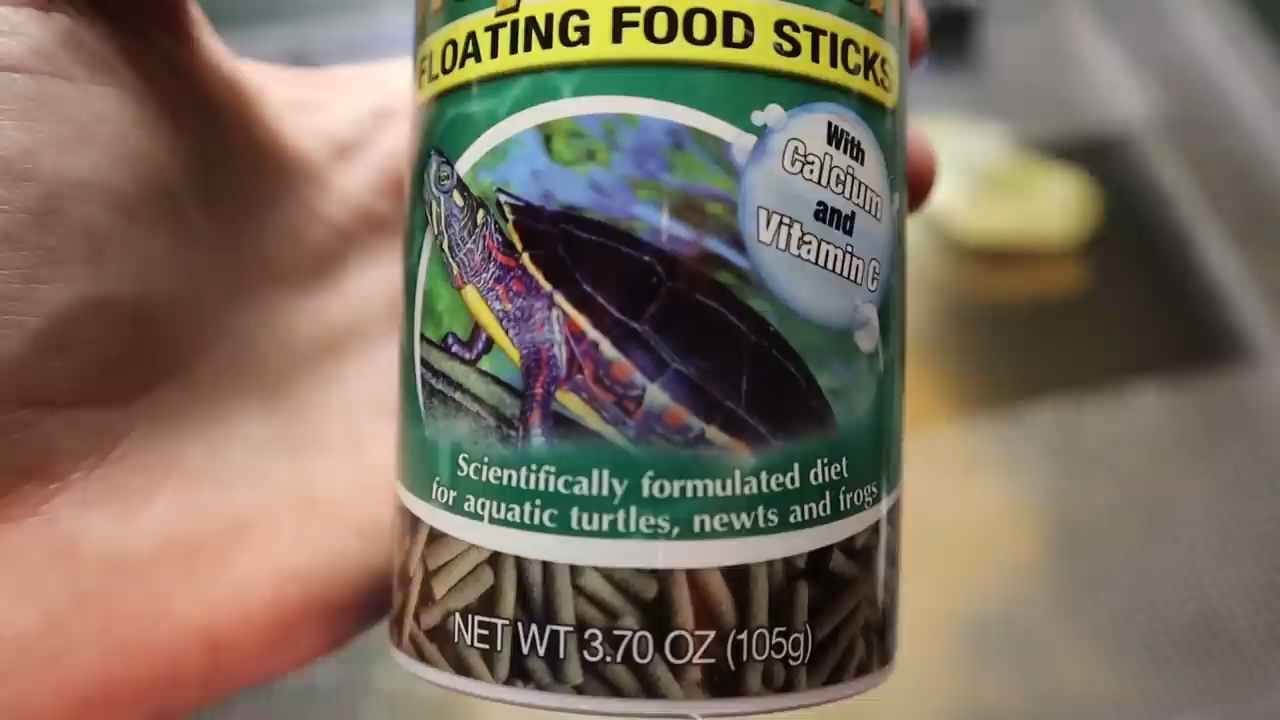 FLOATING FOOD STICKS
With
Calcium
and
Vitamin C
Scientifically formulated diet
for aquatic turtles, newts and frogs
NET WT 3.70 OZ (105g)